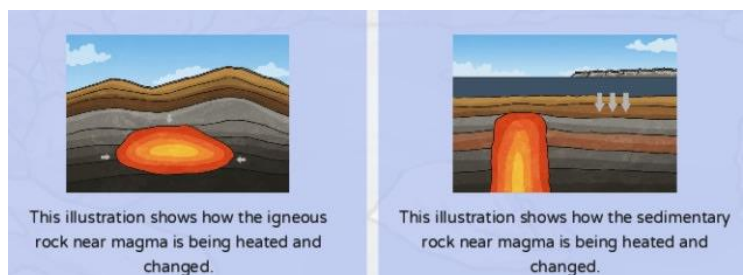 This illustration shows how the igneous
rock near magma is being heated and
changed.
This illustration shows how the sedimentary
rock near magma is being heated and
changed.